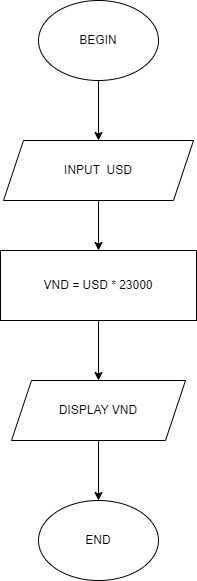 BEGIN
INPUT USD
VND = USD * 23000
DISPLAY VND
END